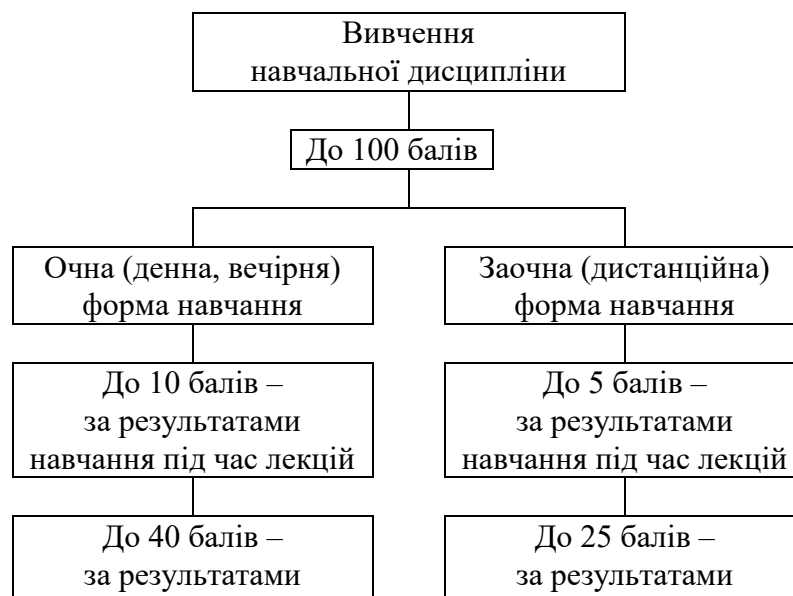 Вивчення
навчальної дисципліни
До 100 балів
Очна (денна, вечірня)
форма навчання
Заочна (дистанційна)
форма навчання
До 10 балів –
за результатами
навчання під час лекцій
До 5 балів –
за результатами
навчання під час лекцій
До 40 балів –
за результатами
До 25 балів –
за результатами